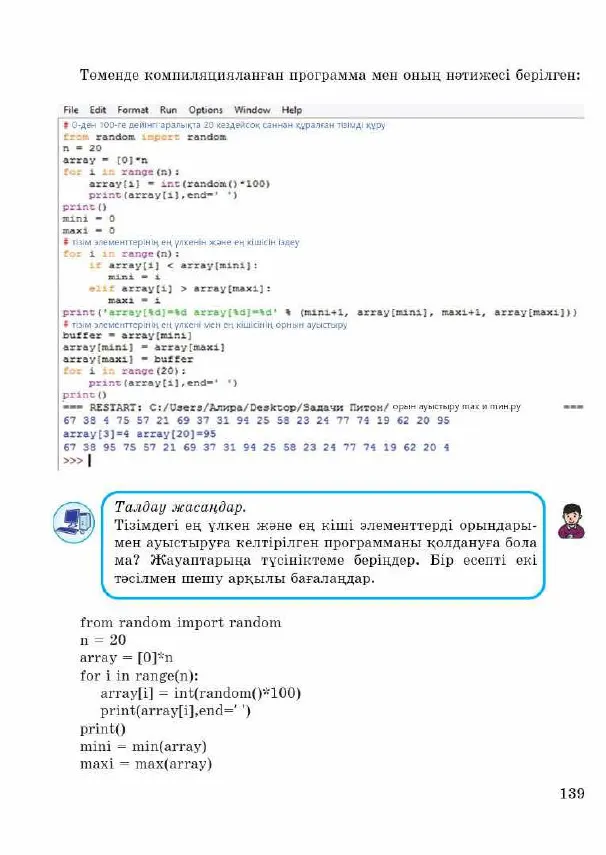 Төменде компиляцияланған программа мен оның нәтижесі берілген:
File Edit Format Run Options Window Help
# 0-ден 100-ге дейінгі аралықта 20 кездейсоқ саннан құралған тізімді құру
from random import random
n = 20
array = [0]*n
for i in range(n):
    array[i] = int(random()*100)
    print(array[i],end=' ')
print()
mini = 0
maxi = 0
# тізім элементтерінің ең үлкенін және ең кішісін іздеу
for i in range(n):
    if array[i] < array[mini]:
        mini = i
    elif array[i] > array[maxi]:
        maxi = i
print('array[%d]=%d array[%d]=%d' % (mini+1, array[mini], maxi+1, array[maxi]))
# тізім элементтерінің ең үлкені мен ең кішісінің орнын ауыстыру
buffer = array[mini]
array[mini] = array[maxi]
array[maxi] = buffer
for i in range(20):
    print(array[i],end=' ')
print()
=== RESTART: C:/Users/Алира/Desktop/Задачи Питон/ орын ауыстыру max и мин.ру ===
67 38 4 75 57 21 69 37 31 94 25 58 23 24 77 74 19 62 20 95
array[3]=4 array[20]=95
67 38 95 75 57 21 69 37 31 94 25 58 23 24 77 74 19 62 20 4
>>>
Талдау жасаңдар.
Тізімдегі ең үлкен және ең кіші элементтерді орындары-
мен ауыстыруға келтірілген программаны қолдануға бола
ма? Жауаптарыңа түсініктеме беріңдер. Бір есепті екі
тәсілмен шешу арқылы бағалаңдар.
from random import random
n = 20
array = [0]*n
for i in range(n):
    array[i] = int(random()*100)
    print(array[i],end=' ')
print()
mini = min(array)
maxi = max(array)
139